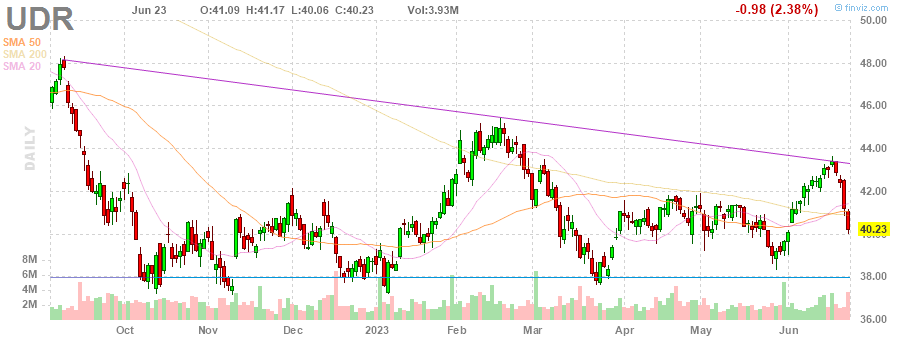 UDR
Jun 23 O:41.09 H:41.17 L:40.06 C:40.23 Vol:3.93M -0.98 (2.38%) © finviz.com
SMA 50
SMA 200
SMA 20
DAILY
50.00
48.00
46.00
44.00
42.00
40.23
38.00
36.00
8M
6M
4M
2M
Oct Nov Dec 2023 Feb Mar Apr May Jun